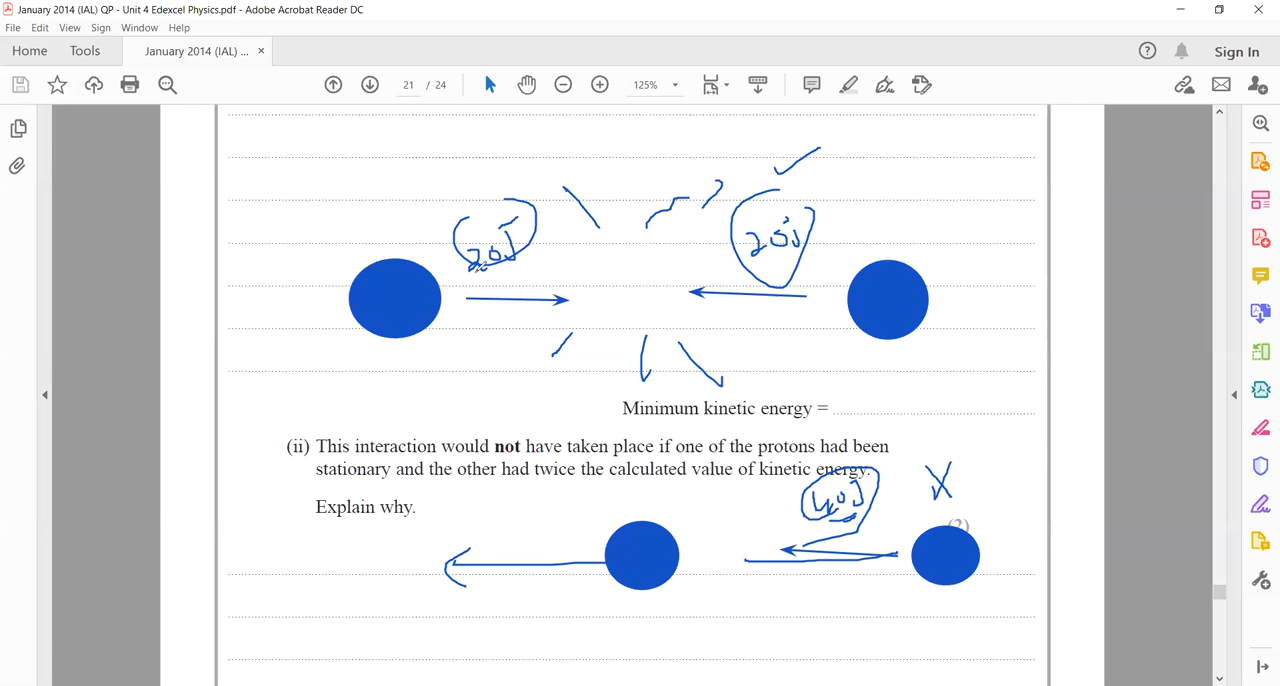 January 2014 (IAL) QP - Unit 4 Edexcel Physics.pdf - Adobe Acrobat Reader DC
File Edit View Sign Window Help
Home Tools January 2014 (IAL) ... × Sign In
21 / 24 125%
20J 20J
Minimum kinetic energy =
(ii) This interaction would not have taken place if one of the protons had been
stationary and the other had twice the calculated value of kinetic energy.
40J
Explain why.
(2)